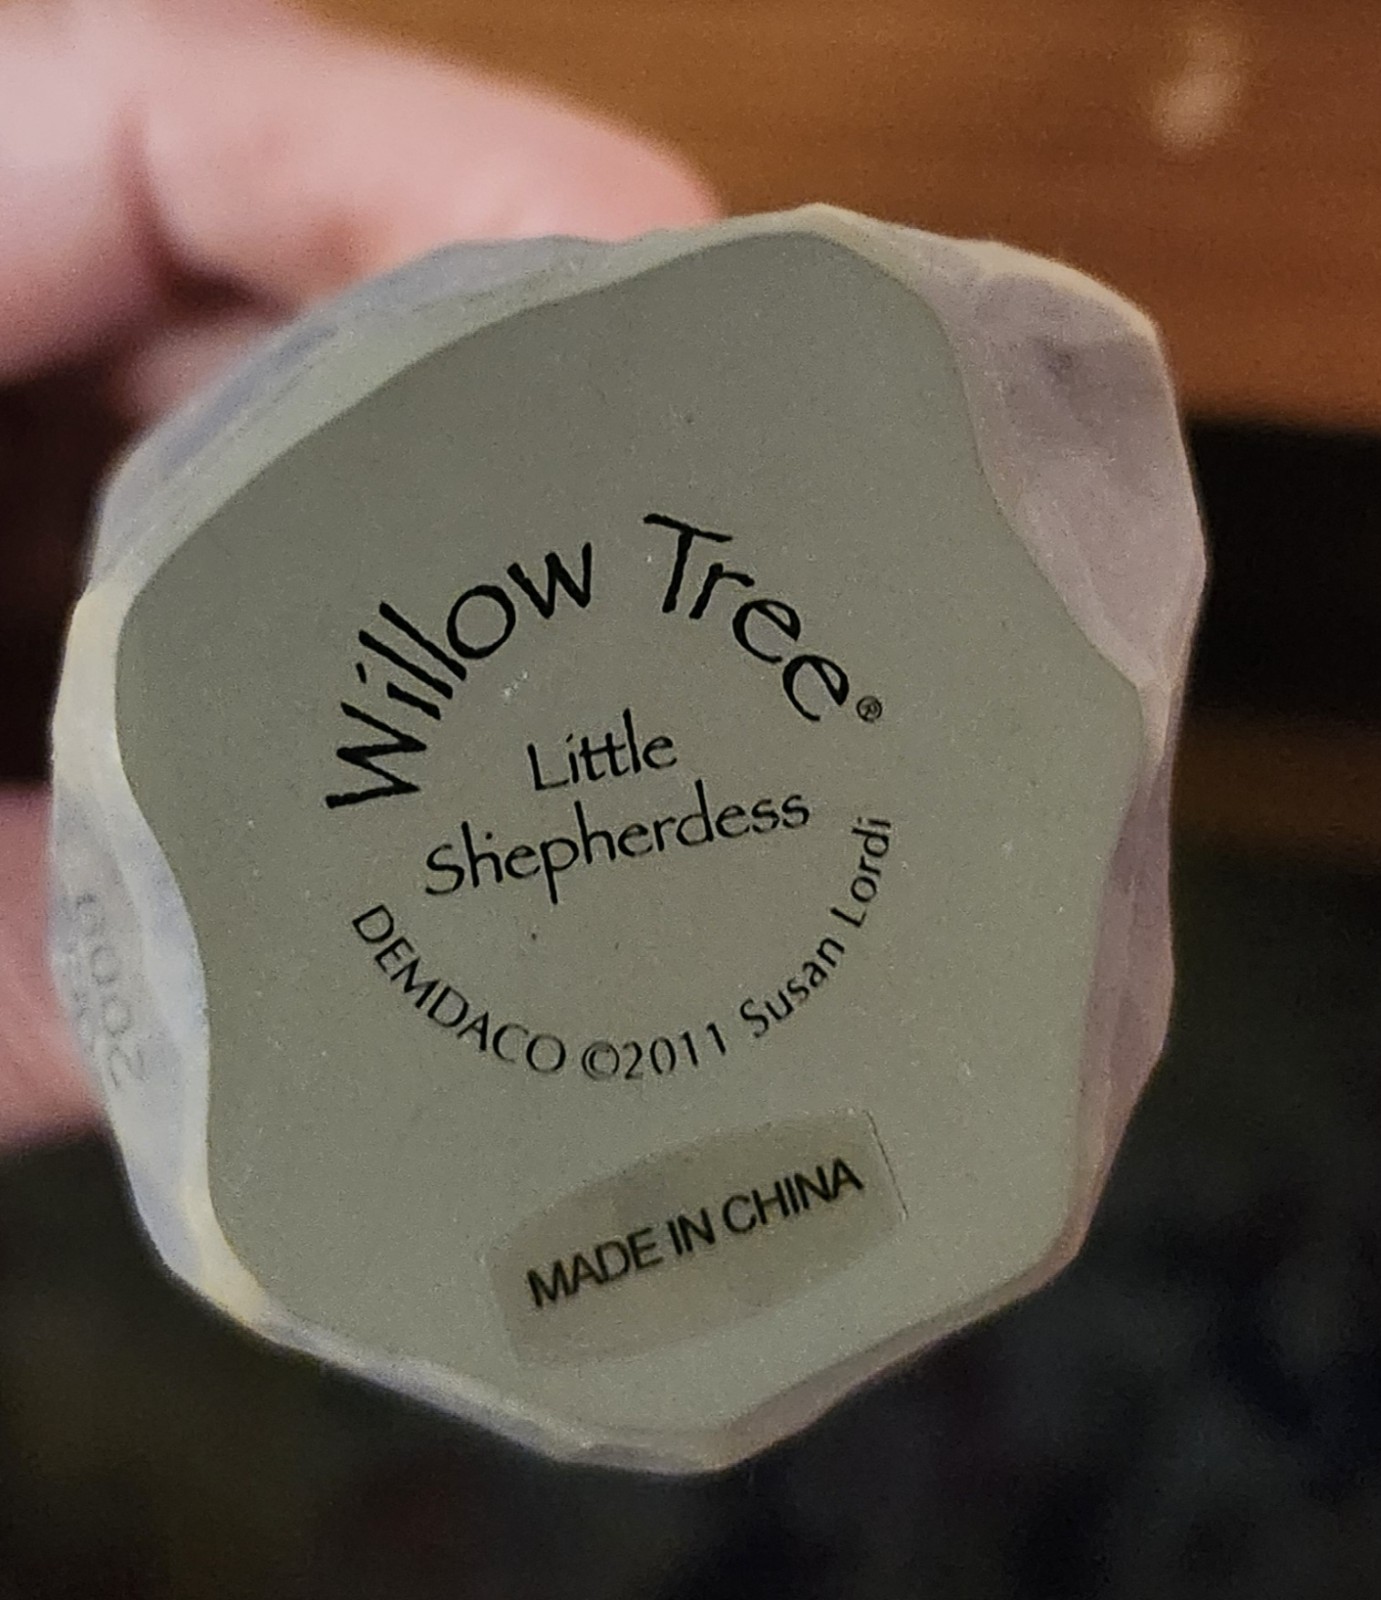 Willow Tree®
Little
Shepherdess
DEMDACO ©2011 Susan Lordi
MADE IN CHINA